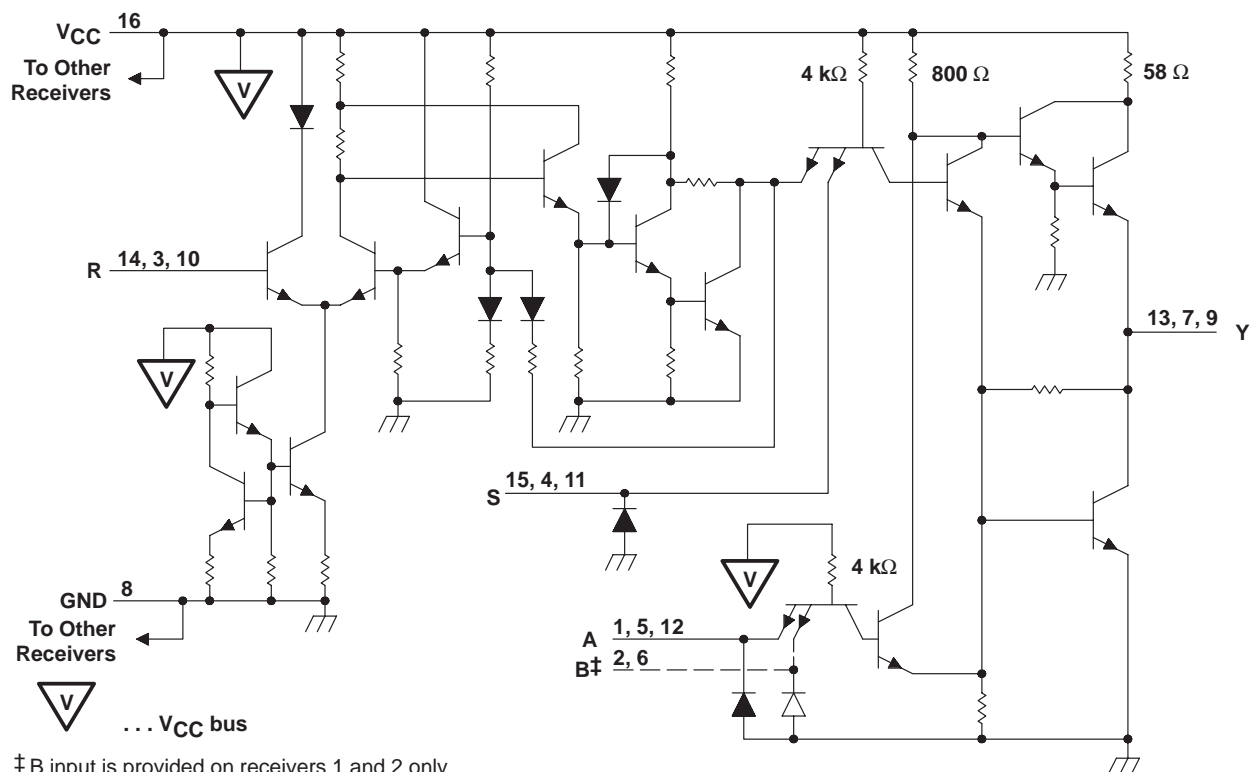 VCC 16
To Other
Receivers
V
4 kΩ
800 Ω
58 Ω
R 14, 3, 10
13, 7, 9
Y
V
S 15, 4, 11
V
4 kΩ
GND 8
To Other
Receivers
A 1, 5, 12
B‡ 2, 6
V
. . . VCC bus
‡ B input is provided on receivers 1 and 2 only